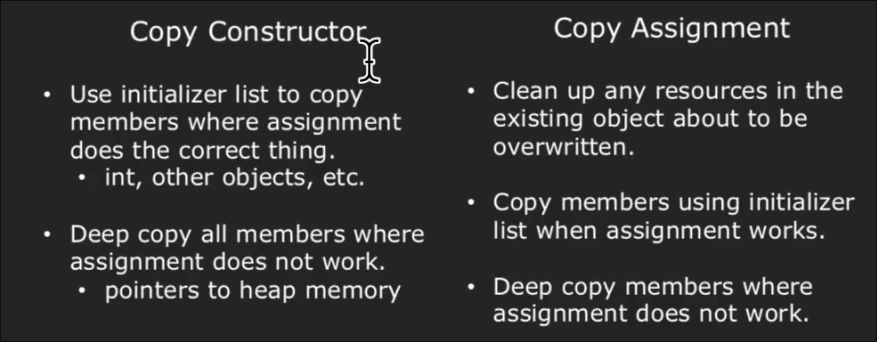 Copy Constructor
• Use initializer list to copy
members where assignment
does the correct thing.
• int, other objects, etc.
• Deep copy all members where
assignment does not work.
• pointers to heap memory
Copy Assignment
• Clean up any resources in the
existing object about to be
overwritten.
• Copy members using initializer
list when assignment works.
• Deep copy members where
assignment does not work.